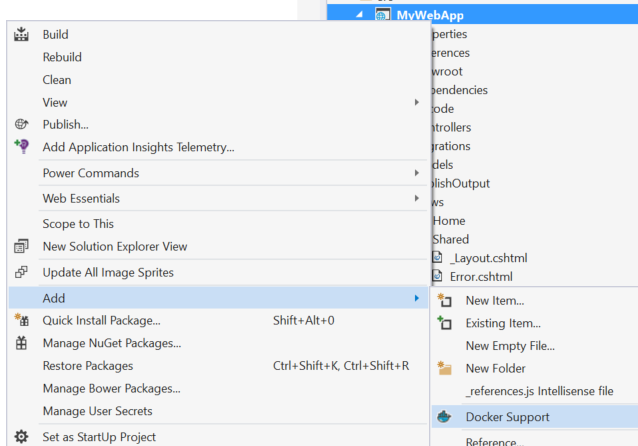 MyWebApp
Build
Rebuild
Clean
View
Publish...
Add Application Insights Telemetry...
Power Commands
Web Essentials
Scope to This
New Solution Explorer View
Update All Image Sprites
Add
Quick Install Package... Shift+Alt+0
Manage NuGet Packages...
Restore Packages Ctrl+Shift+K, Ctrl+Shift+R
Manage Bower Packages...
Manage User Secrets
Set as StartUp Project
perties
erences
wroot
pendencies
ode
ntrollers
grations
dels
blishOutput
ws
Home
Shared
_Layout.cshtml
Error.cshtml
New Item...
Existing Item...
New Empty File...
New Folder
_references.js Intellisense file
Docker Support
Reference...